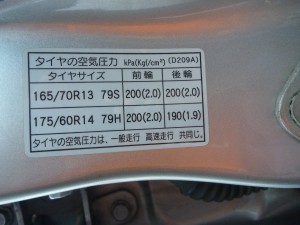 タイヤの空気圧力 kPa(Kgf/cm²) (D209A)
タイヤサイズ 前輪 後輪
165/70R13 79S 200(2.0) 200(2.0)
175/60R14 79H 200(2.0) 190(1.9)
タイヤの空気圧力は、一般走行 高速走行 共同じ。